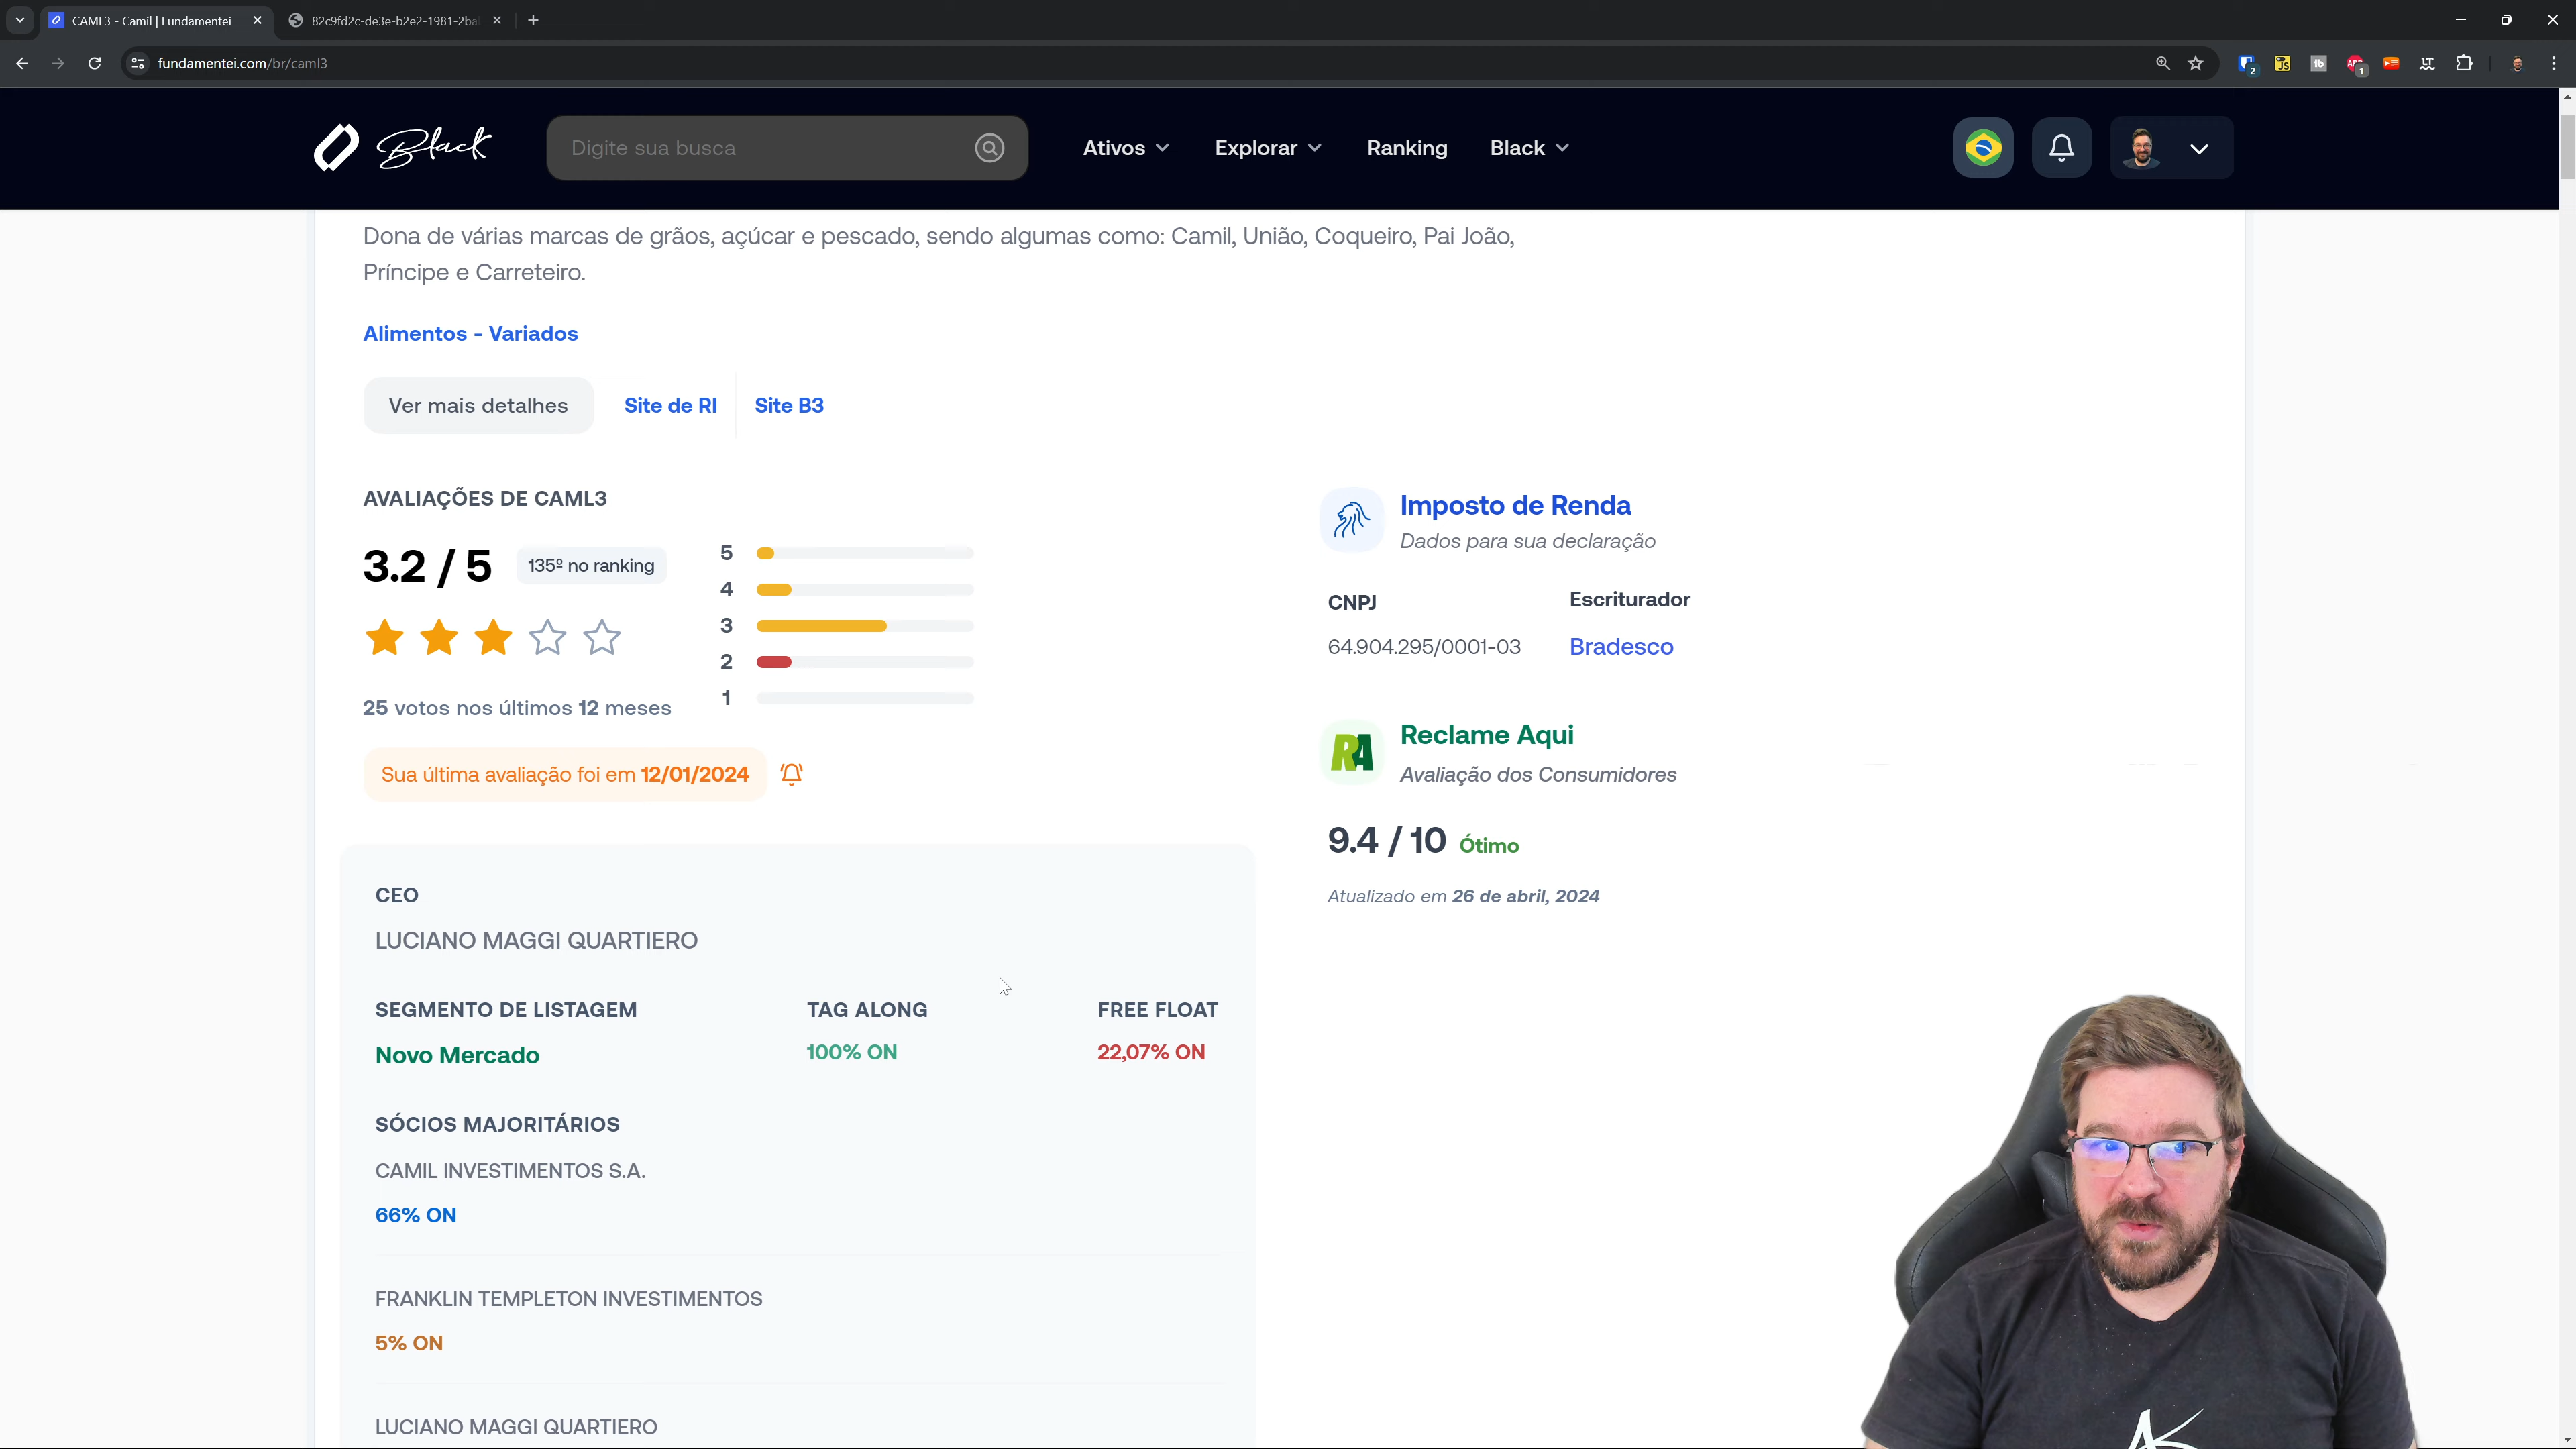 CAML3 - Camil | Fundamentei
82c9fd2c-de3e-b2e2-1981-2ba
fundamentei.com/br/caml3
Black
Digite sua busca
Ativos
Explorar
Ranking
Black
Dona de várias marcas de grãos, açúcar e pescado, sendo algumas como: Camil, União, Coqueiro, Pai João,
Príncipe e Carreteiro.
Alimentos - Variados
Ver mais detalhes
Site de RI
Site B3
AVALIAÇÕES DE CAML3
3.2 / 5
135º no ranking
5
4
3
2
1
25 votos nos últimos 12 meses
Sua última avaliação foi em 12/01/2024
Imposto de Renda
Dados para sua declaração
CNPJ
Escriturador
64.904.295/0001-03
Bradesco
RA
Reclame Aqui
Avaliação dos Consumidores
9.4 / 10 Ótimo
Atualizado em 26 de abril, 2024
CEO
LUCIANO MAGGI QUARTIERO
SEGMENTO DE LISTAGEM
TAG ALONG
FREE FLOAT
Novo Mercado
100% ON
22,07% ON
SÓCIOS MAJORITÁRIOS
CAMIL INVESTIMENTOS S.A.
66% ON
FRANKLIN TEMPLETON INVESTIMENTOS
5% ON
LUCIANO MAGGI QUARTIERO